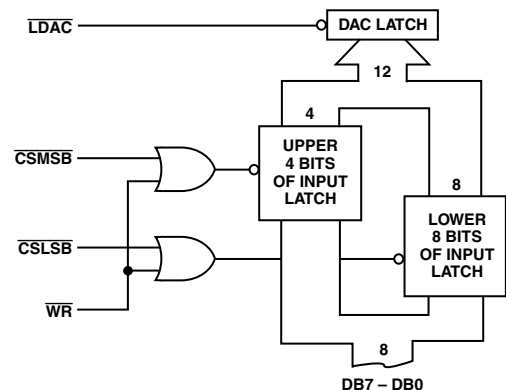 LDAC
DAC LATCH
12
4
CSMSB
UPPER
4 BITS
OF INPUT
LATCH
8
LOWER
8 BITS
OF INPUT
LATCH
CSLSB
WR
8
DB7 – DB0